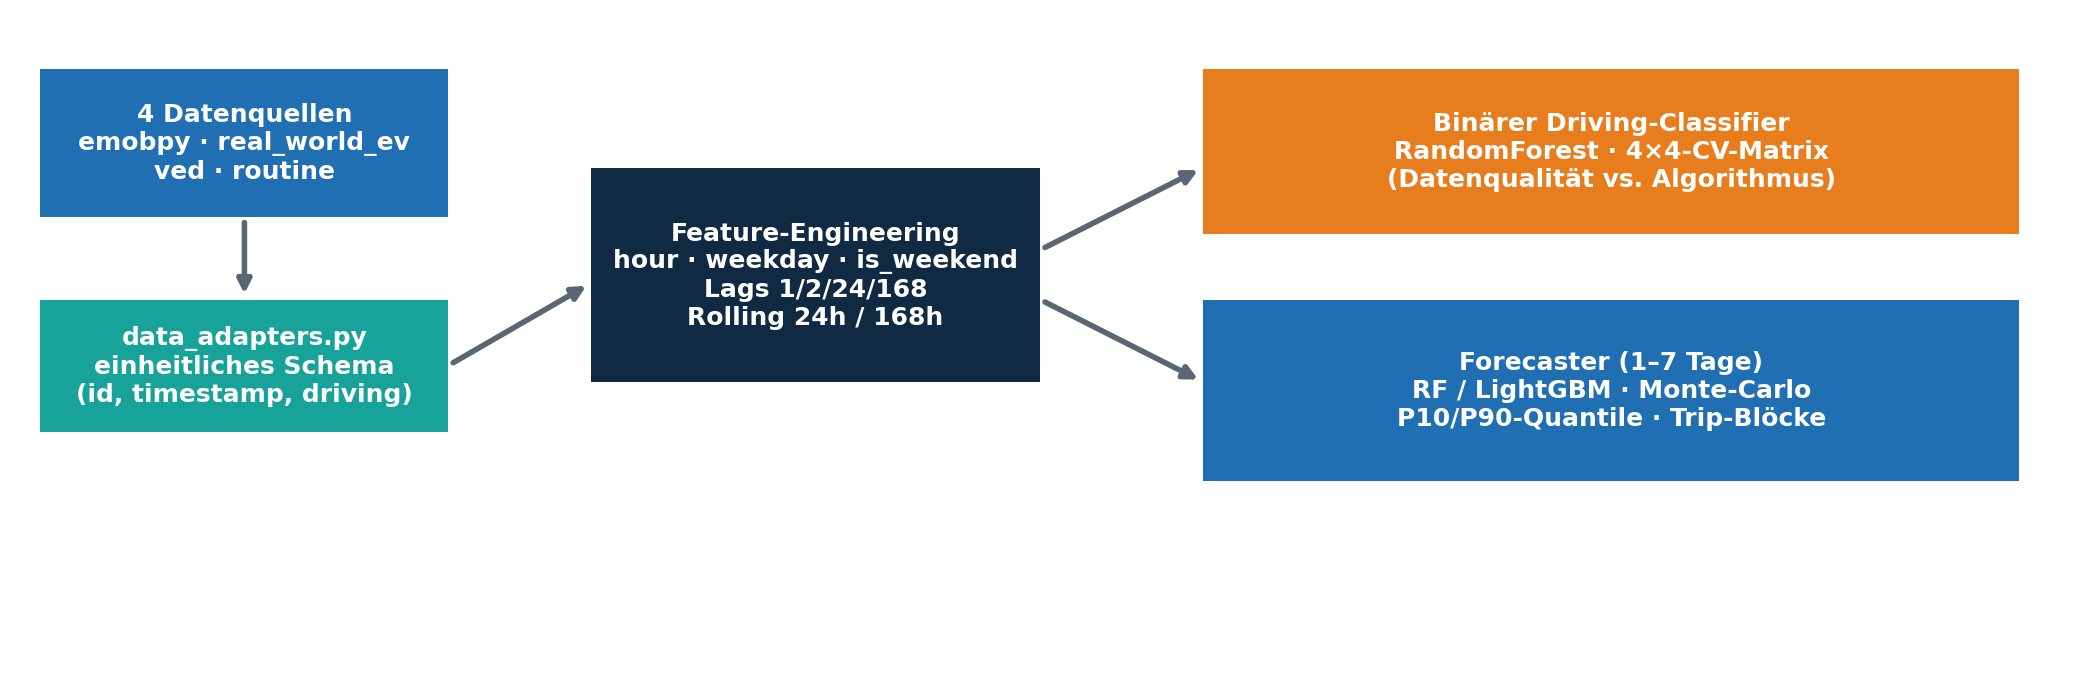 4 Datenquellen
emobpy · real_world_ev
ved · routine
data_adapters.py
einheitliches Schema
(id, timestamp, driving)
Feature-Engineering
hour · weekday · is_weekend
Lags 1/2/24/168
Rolling 24h / 168h
Binärer Driving-Classifier
RandomForest · 4×4-CV-Matrix
(Datenqualität vs. Algorithmus)
Forecaster (1–7 Tage)
RF / LightGBM · Monte-Carlo
P10/P90-Quantile · Trip-Blöcke